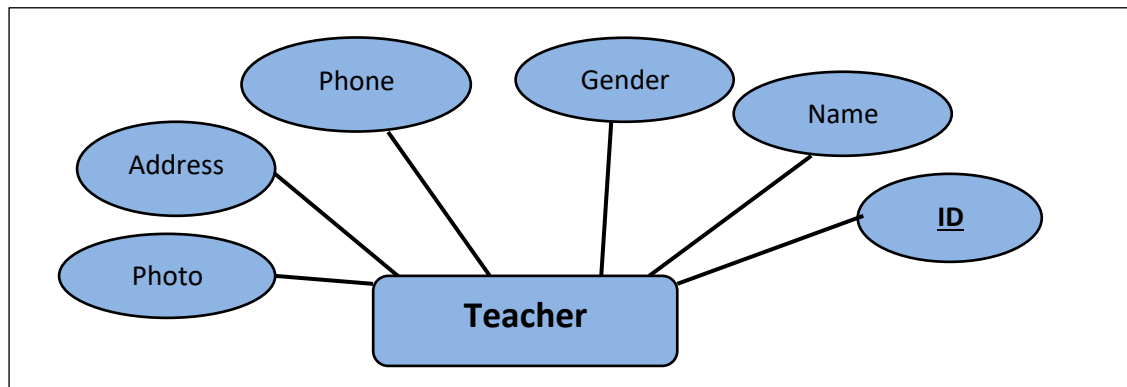 Phone
Gender
Name
Address
ID
Photo
Teacher